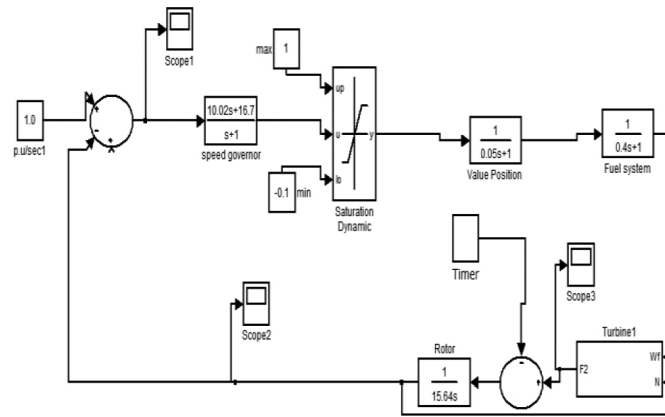 Scope1
max
1
up
1.0
p.u/sec1
+
-
+
10.02s+16.7
s+1
speed governor
u
y
lo
-0.1
min
Saturation
Dynamic
1
0.05s+1
Value Position
1
0.4s+1
Fuel system
Timer
Scope3
Scope2
Turbine1
Rotor
1
15.64s
-
+
F2
Wf
N